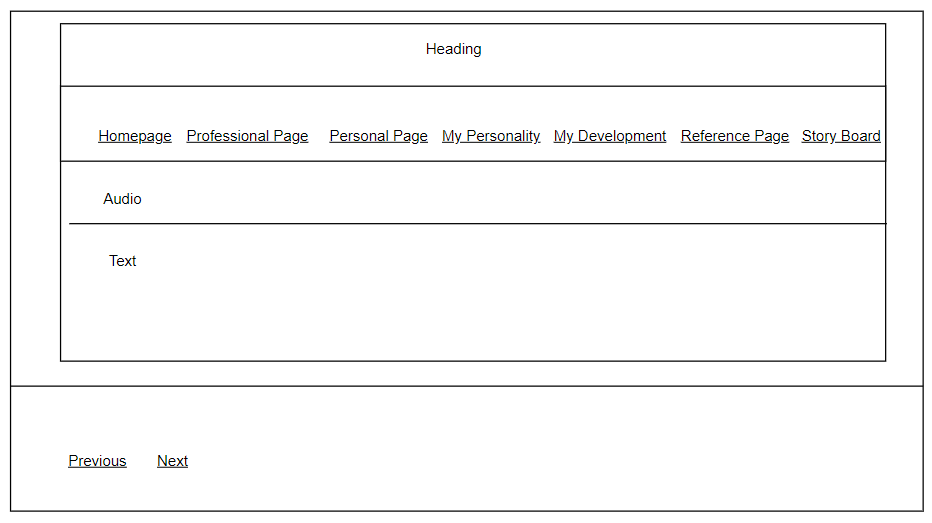 Heading
Homepage Professional Page Personal Page My Personality My Development Reference Page Story Board
Audio
Text
Previous Next